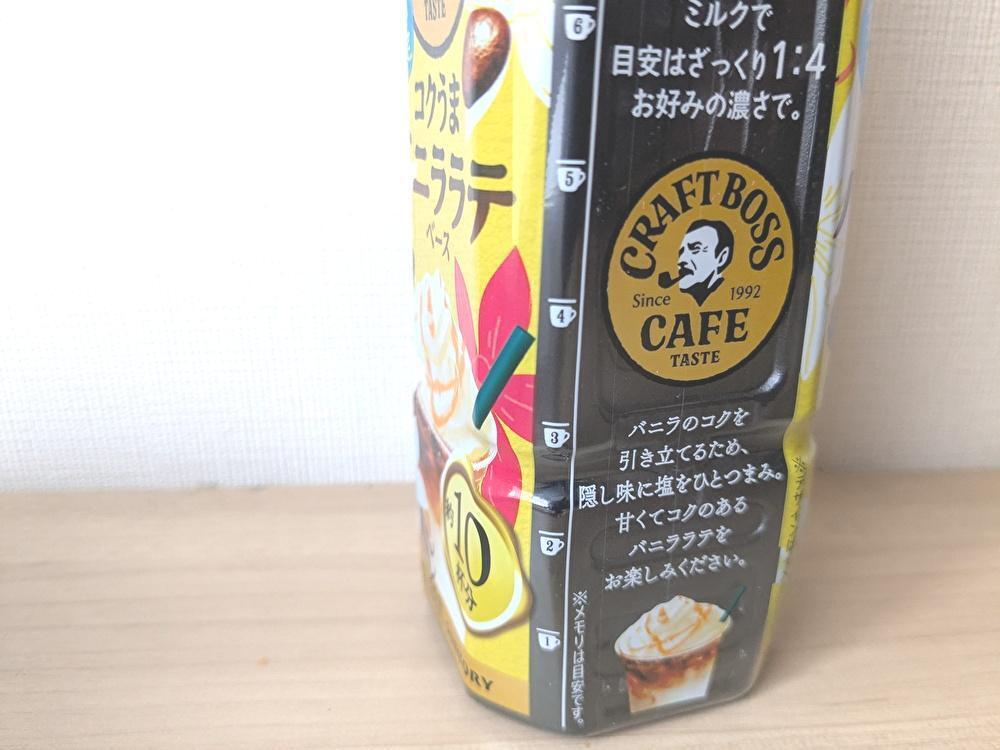 TASTE
コクうま
ニララテ
ベース
約10
杯分
ORY
6
5
4
3
2
1
※メモリは目安です。
ミルクで
目安はざっくり1:4
お好みの濃さで。
CRAFT BOSS
Since 1992
CAFE
TASTE
バニラのコクを
引き立てるため、
隠し味に塩をひとつまみ。
甘くてコクのある
バニララテを
お楽しみください。